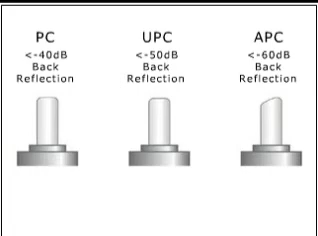 PC
<-40dB
Back
Reflection
UPC
<-50dB
Back
Reflection
APC
<-60dB
Back
Reflection